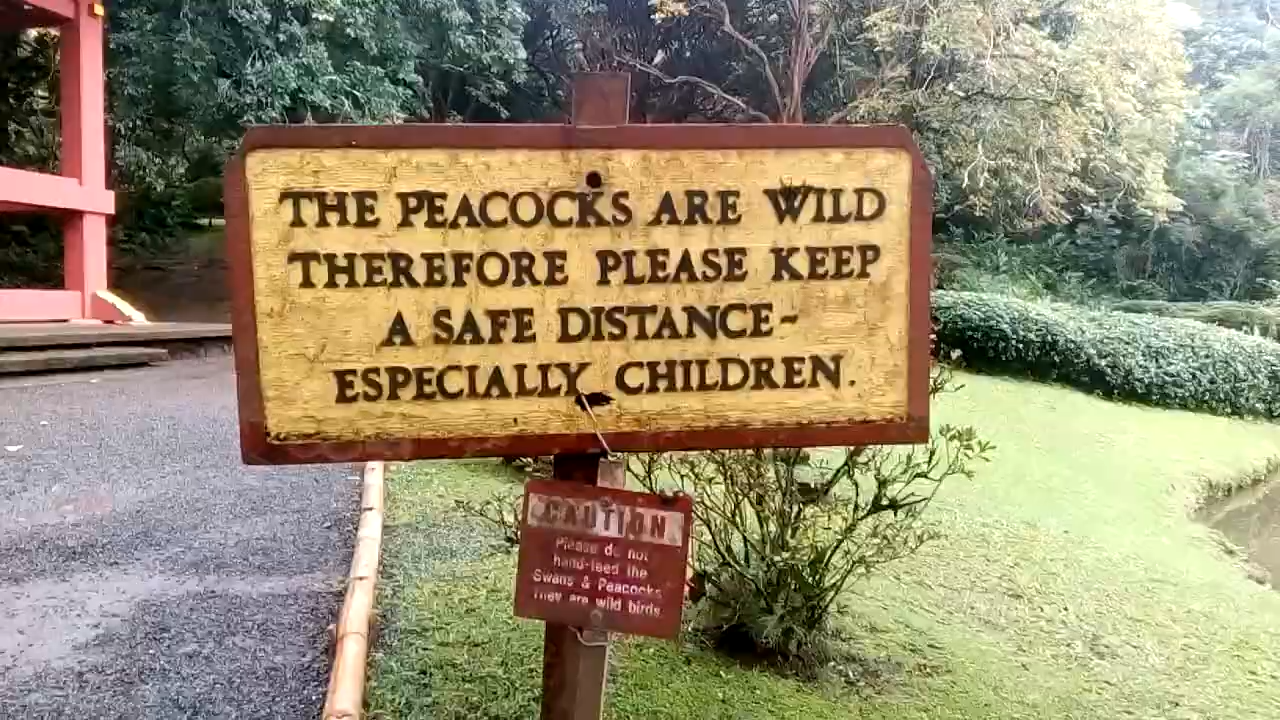 THE PEACOCKS ARE WILD
THEREFORE PLEASE KEEP
A SAFE DISTANCE-
ESPECIALLY CHILDREN.
CAUTION
Please do not
hand-feed the
Swans & Peacocks
They are wild birds.